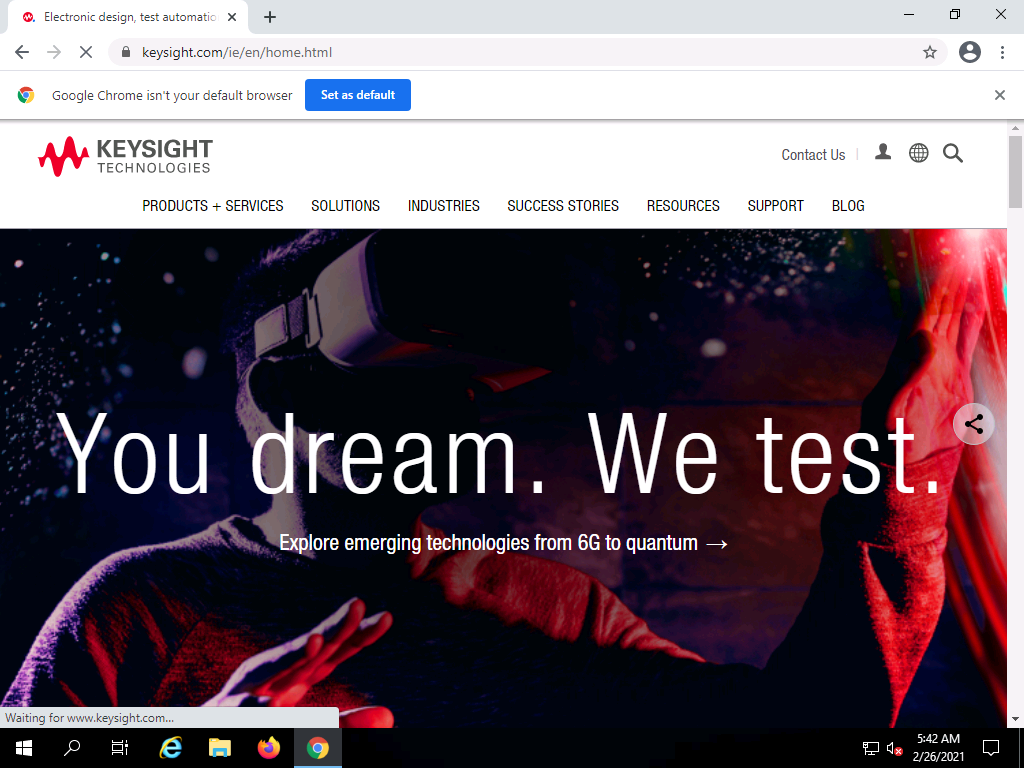 Electronic design, test automatio
keysight.com/ie/en/home.html
Google Chrome isn't your default browser
Set as default
KEYSIGHT
TECHNOLOGIES
Contact Us
PRODUCTS + SERVICES SOLUTIONS INDUSTRIES SUCCESS STORIES RESOURCES SUPPORT BLOG
You dream. We test.
Explore emerging technologies from 6G to quantum →
Waiting for www.keysight.com...
5:42 AM
2/26/2021